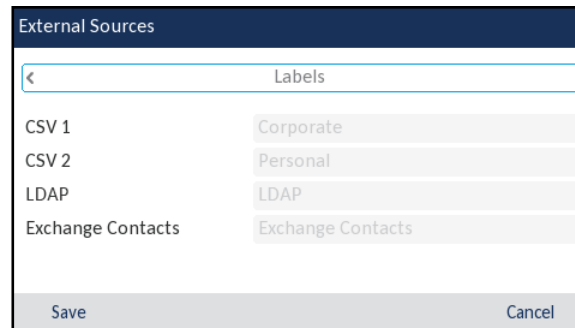 External Sources
Labels
CSV 1 Corporate
CSV 2 Personal
LDAP LDAP
Exchange Contacts Exchange Contacts
Save Cancel